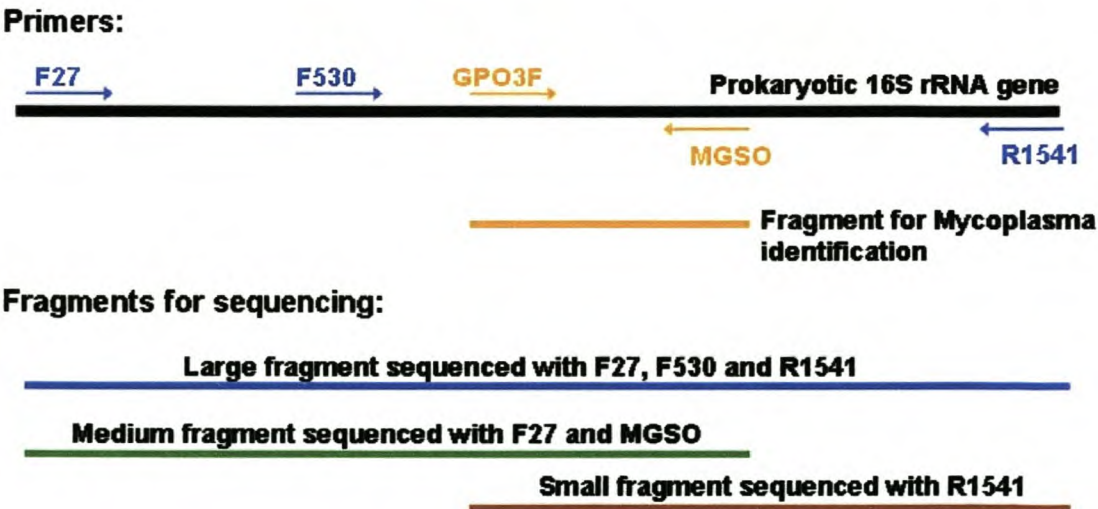 Primers:
F27 F530 GPO3F Prokaryotic 16S rRNA gene
MGSO R1541
Fragment for Mycoplasma
identification
Fragments for sequencing:
Large fragment sequenced with F27, F530 and R1541
Medium fragment sequenced with F27 and MGSO
Small fragment sequenced with R1541